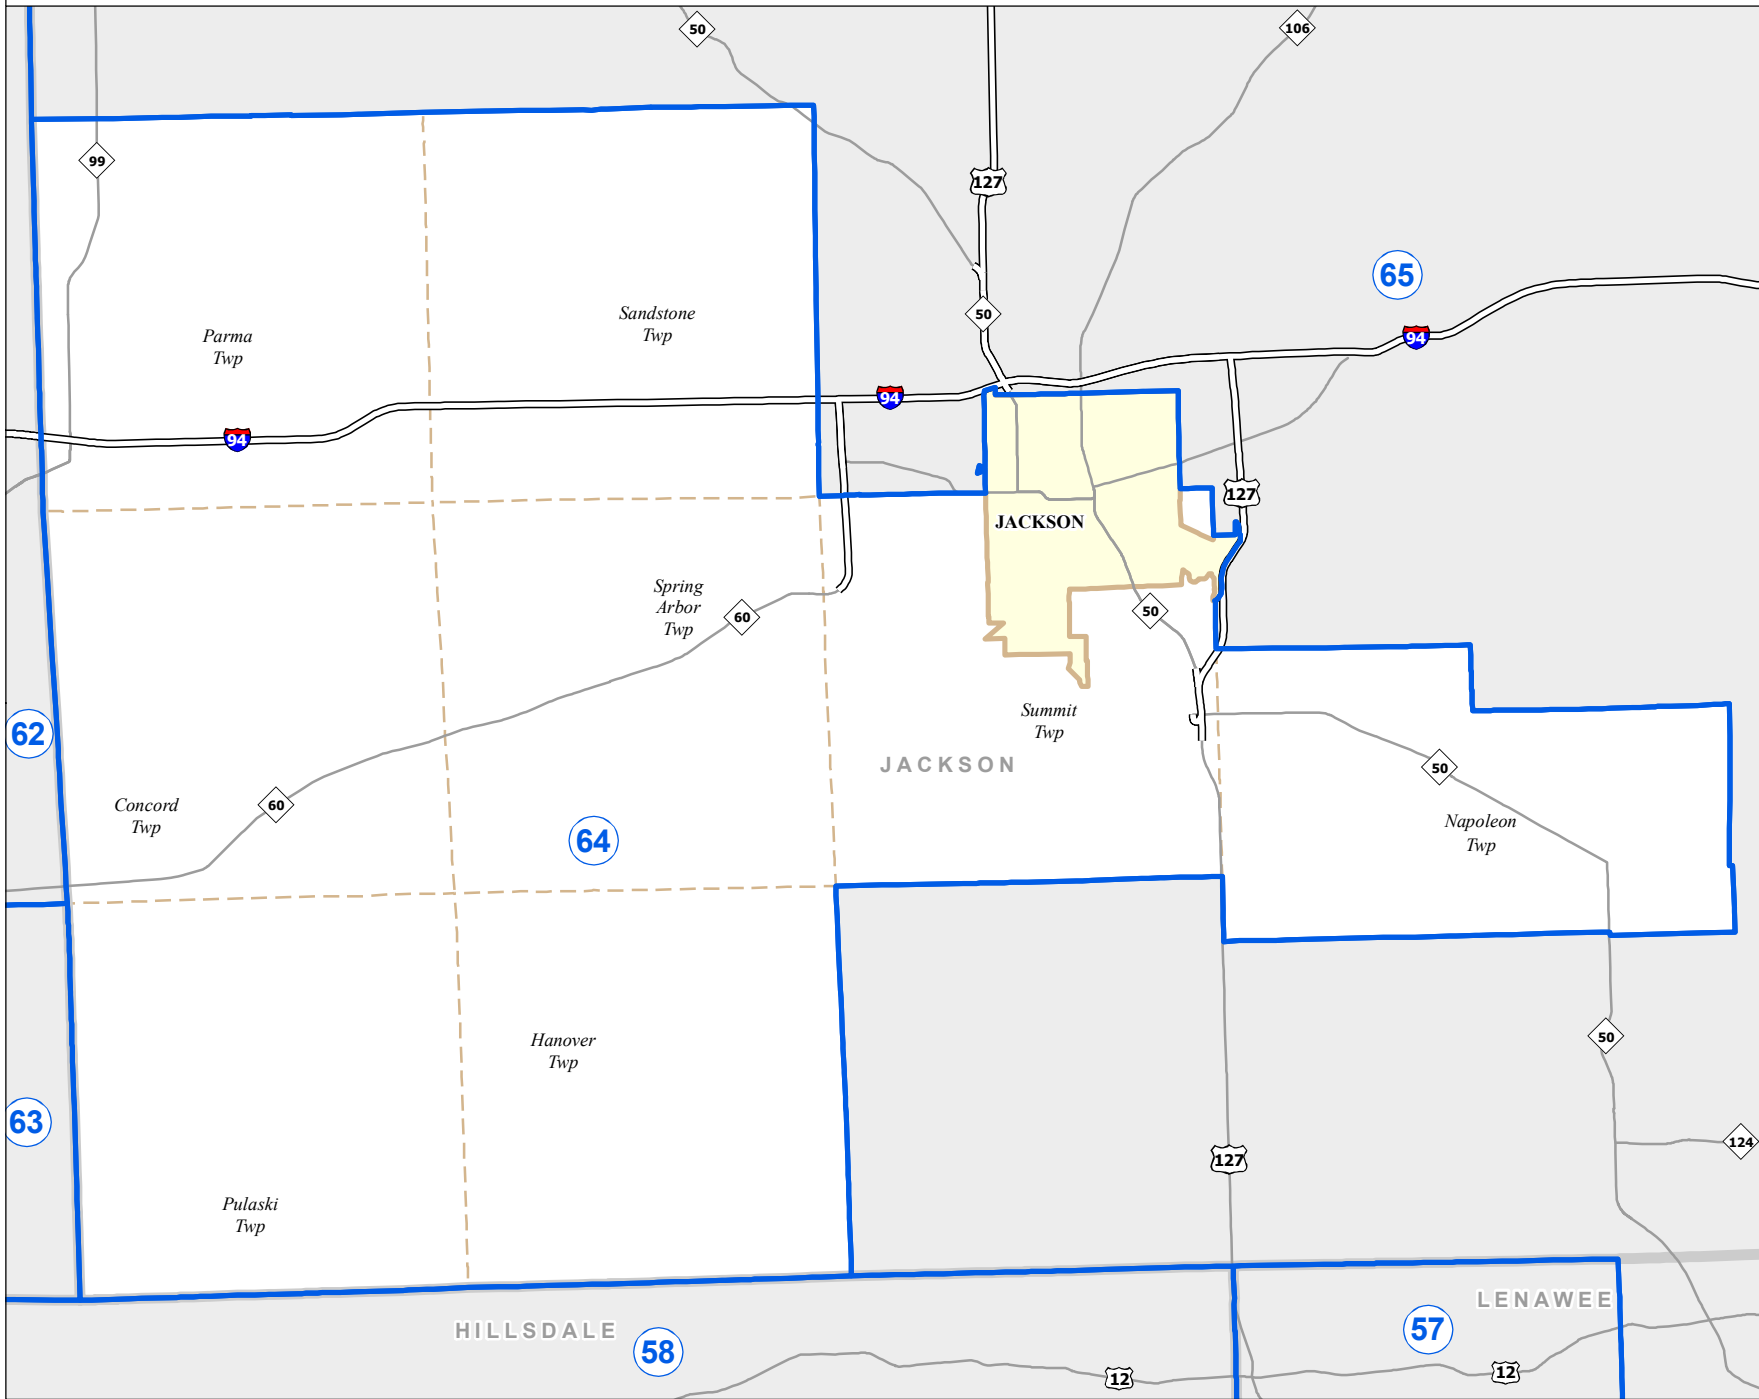 50
106
99
127
65
Sandstone
Twp
50
Parma
Twp
94
94
94
127
JACKSON
Spring
Arbor
Twp
60
50
Summit
Twp
62
JACKSON
50
Concord
Twp
60
64
Napoleon
Twp
Hanover
Twp
50
63
124
127
Pulaski
Twp
LENAWEE
HILLSDALE
57
58
12
12